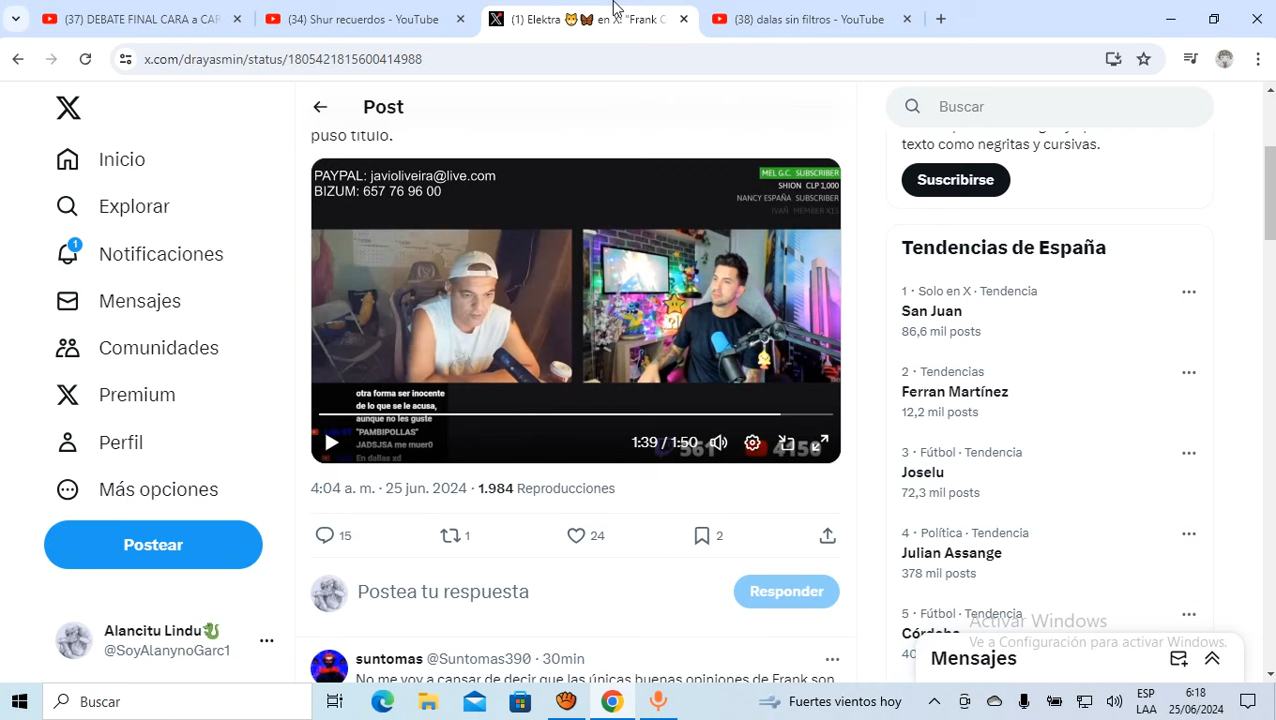 (37) DEBATE FINAL CARA a CAR
(34) Shur recuerdos - YouTube
(1) Elektra en X: "Frank C
(38) dalas sin filtros - YouTube
x.com/drayasmin/status/1805421815600414988
Post
puso título.
PAYPAL: javioliveira@live.com
BIZUM: 657 76 96 00
MEL G.C. SUBSCRIBER
SHION CLP 1,000
NANCY ESPAÑA SUBSCRIBER
IVAÑ MEMBER X15
otra forma ser inocente
de lo que se le acusa,
aunque no les guste
"PAMBIPOLLAS"
JADSJSA me muer0
En dallas xd
561
4150
1:39 / 1:50
4:04 a. m. · 25 jun. 2024 · 1.984 Reproducciones
15
1
24
2
Postea tu respuesta
Responder
suntomas @Suntomas390 · 30min
No me voy a cansar de decir que las únicas buenas opiniones de Frank son
Inicio
Explorar
1
Notificaciones
Mensajes
Comunidades
Premium
Perfil
Más opciones
Postear
Alancitu Lindu
@SoyAlanynoGarc1
Buscar
texto como negritas y cursivas.
Suscribirse
Tendencias de España
1 · Solo en X · Tendencia
San Juan
86,6 mil posts
2 · Tendencias
Ferran Martínez
12,2 mil posts
3 · Fútbol · Tendencia
Joselu
72,3 mil posts
4 · Política · Tendencia
Julian Assange
378 mil posts
5 · Fútbol · Tendencia
Córdoba
40
Activar Windows
Ve a Configuración para activar Windows.
Mensajes
Buscar
Fuertes vientos hoy
ESP
LAA
6:18
25/06/2024